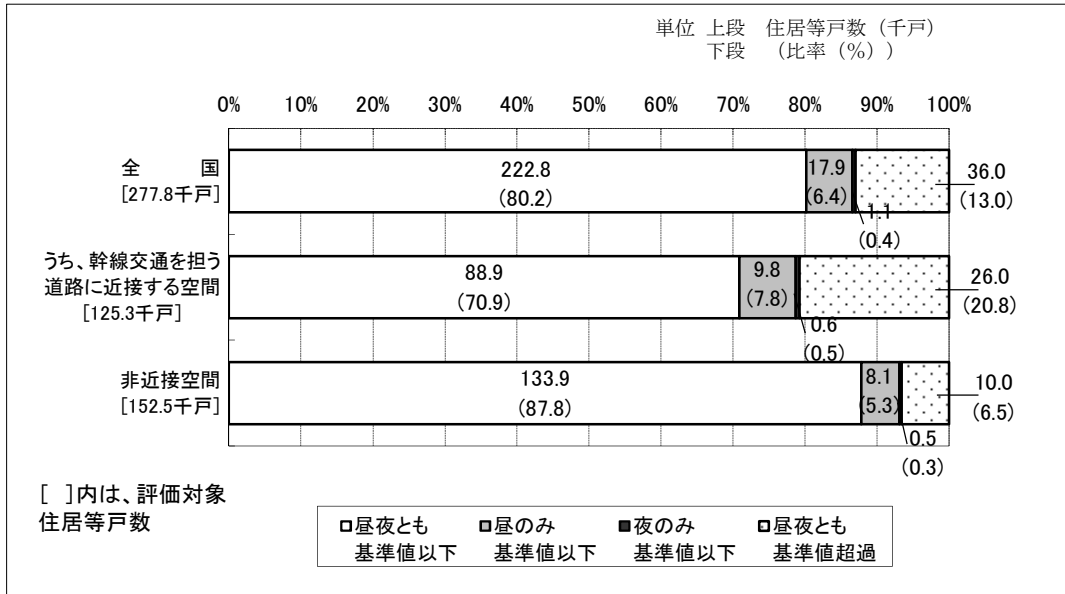 単位 上段 住居等戸数(千戸)
下段 (比率(%))
0% 10% 20% 30% 40% 50% 60% 70% 80% 90% 100%
全 国
[277.8千戸]
222.8
(80.2)
17.9
(6.4)
1.1
(0.4)
36.0
(13.0)
うち、幹線交通を担う
道路に近接する空間
[125.3千戸]
88.9
(70.9)
9.8
(7.8)
0.6
(0.5)
26.0
(20.8)
非近接空間
[152.5千戸]
133.9
(87.8)
8.1
(5.3)
0.5
(0.3)
10.0
(6.5)
[ ]内は、評価対象
住居等戸数
昼夜とも
基準値以下
昼のみ
基準値以下
夜のみ
基準値以下
昼夜とも
基準値超過